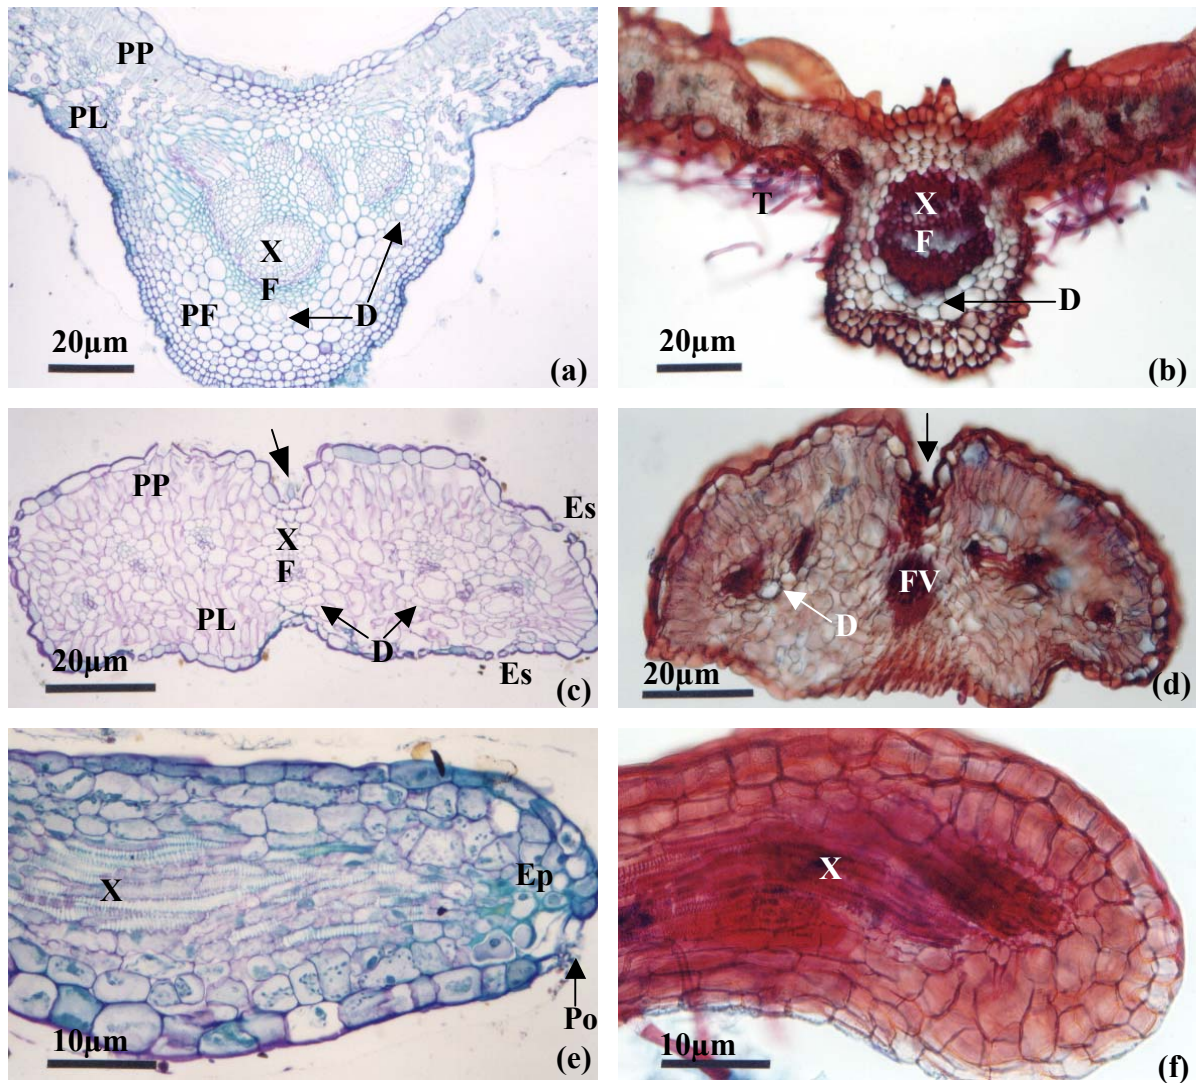 PP
PL
X
F
D
PF
20µm
(a)
X
T
F
D
20µm
(b)
PP
Es
X
F
PL
D
Es
20µm
(c)
FV
D
20µm
(d)
Ep
X
Po
10µm
(e)
X
10µm
(f)